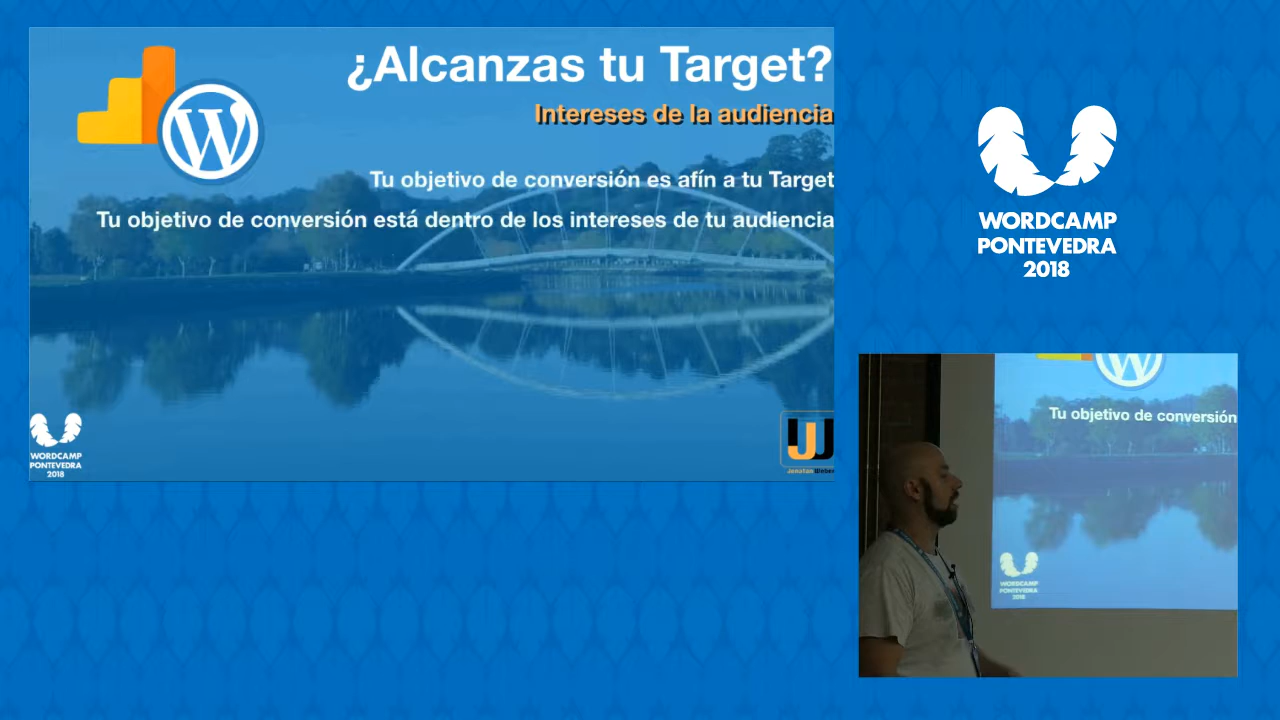 ¿Alcanzas tu Target?
Intereses de la audiencia
Tu objetivo de conversión es afín a tu Target
Tu objetivo de conversión está dentro de los intereses de tu audiencia
WORDCAMP
PONTEVEDRA
2018
JonatanWeber
WORDCAMP
PONTEVEDRA
2018
Tu objetivo de conversión
WORDCAMP
PONTEVEDRA
2018